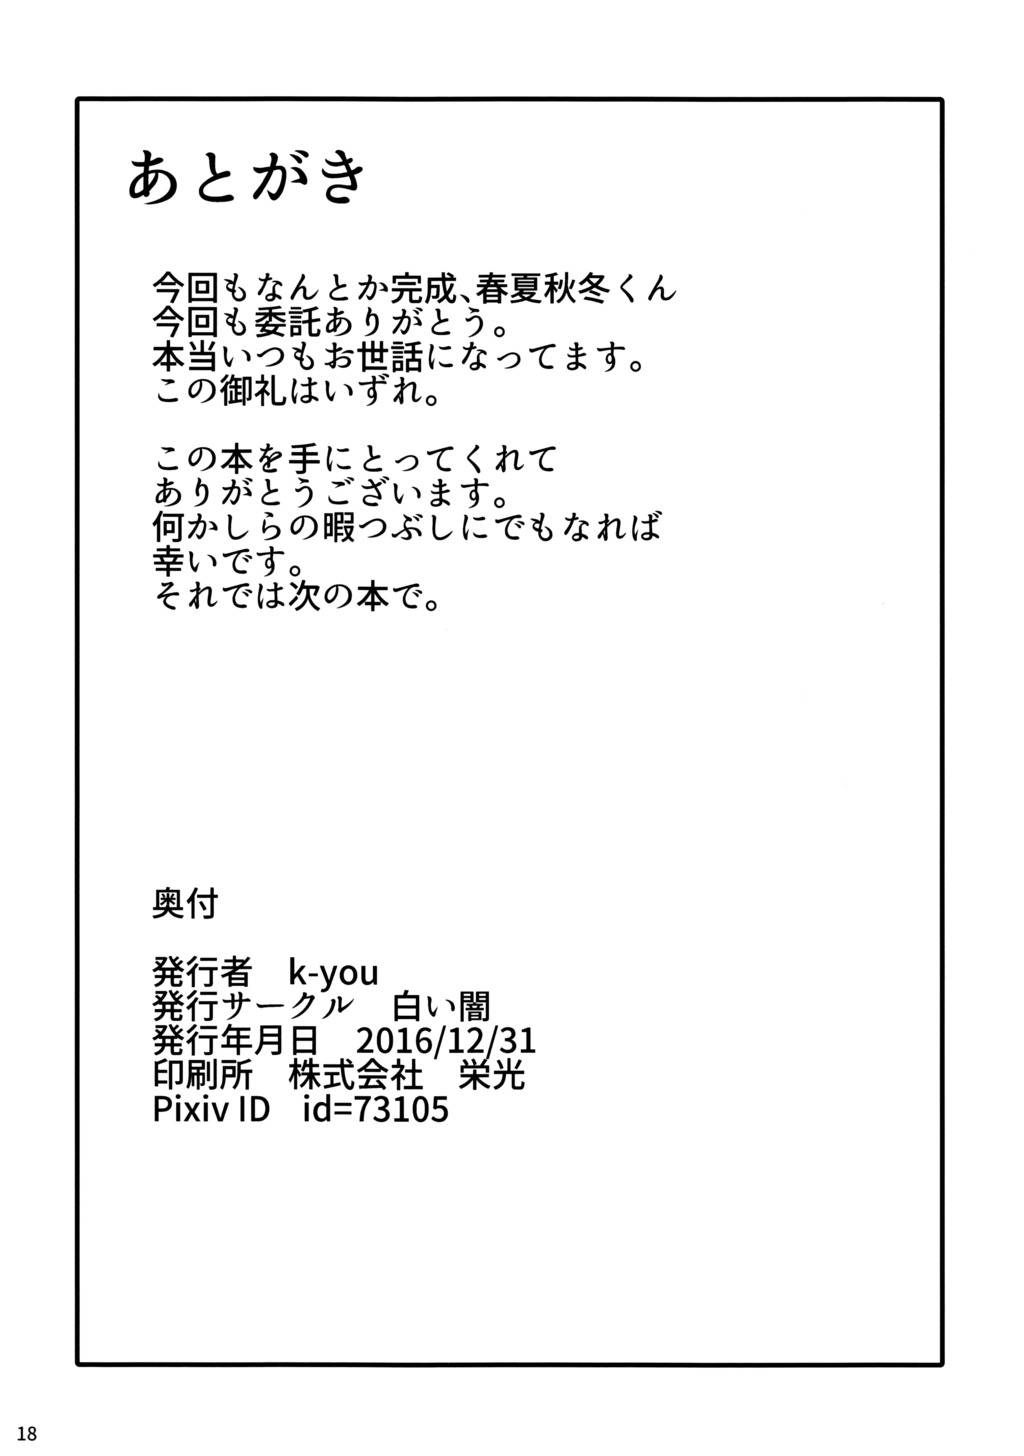 あとがき
今回もなんとか完成、春夏秋冬くん
今回も委託ありがとう。
本当いつもお世話になってます。
この御礼はいずれ。
この本を手にとってくれて
ありがとうございます。
何かしらの暇つぶしにでもなれば
幸いです。
それでは次の本で。
奥付
発行者　k-you
発行サークル　白い闇
発行年月日　2016/12/31
印刷所　株式会社　栄光
Pixiv ID　id=73105
18